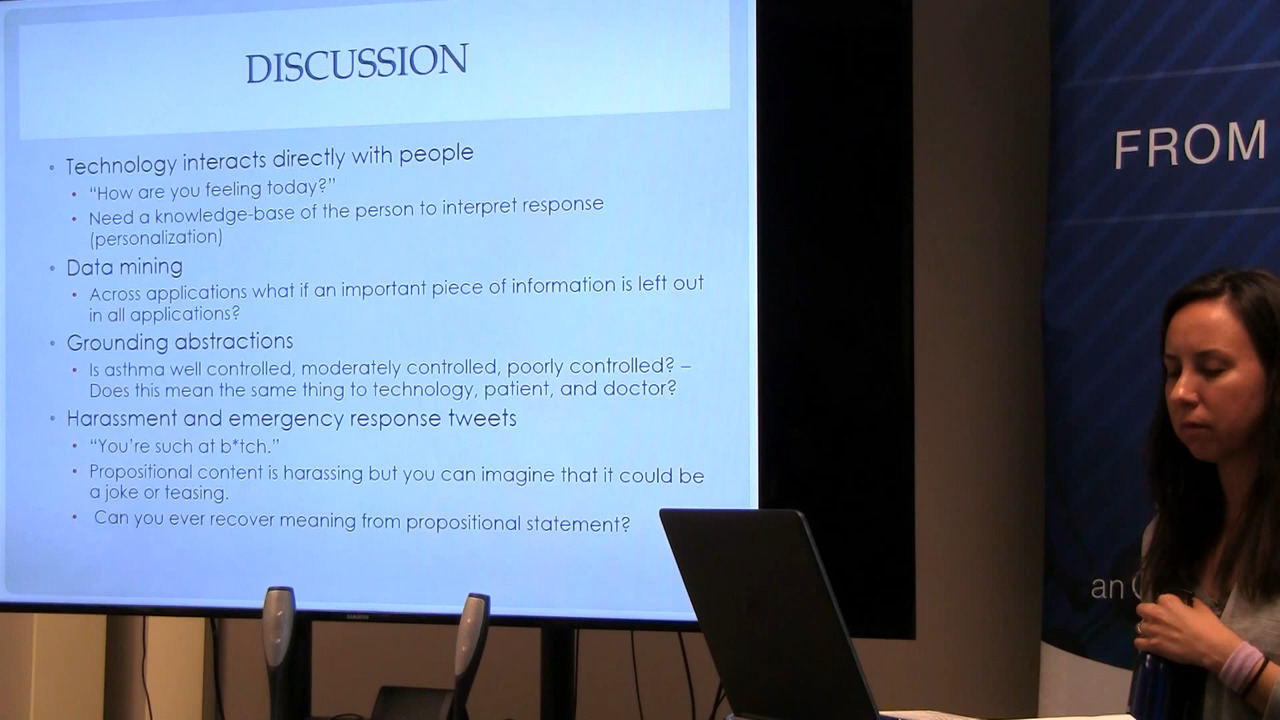 DISCUSSION
• Technology interacts directly with people
• “How are you feeling today?”
• Need a knowledge-base of the person to interpret response
(personalization)
• Data mining
• Across applications what if an important piece of information is left out
in all applications?
• Grounding abstractions
• Is asthma well controlled, moderately controlled, poorly controlled? –
Does this mean the same thing to technology, patient, and doctor?
• Harassment and emergency response tweets
• “You’re such at b*tch.”
• Propositional content is harassing but you can imagine that it could be
a joke or teasing.
• Can you ever recover meaning from propositional statement?
SAMSUNG
FROM
an